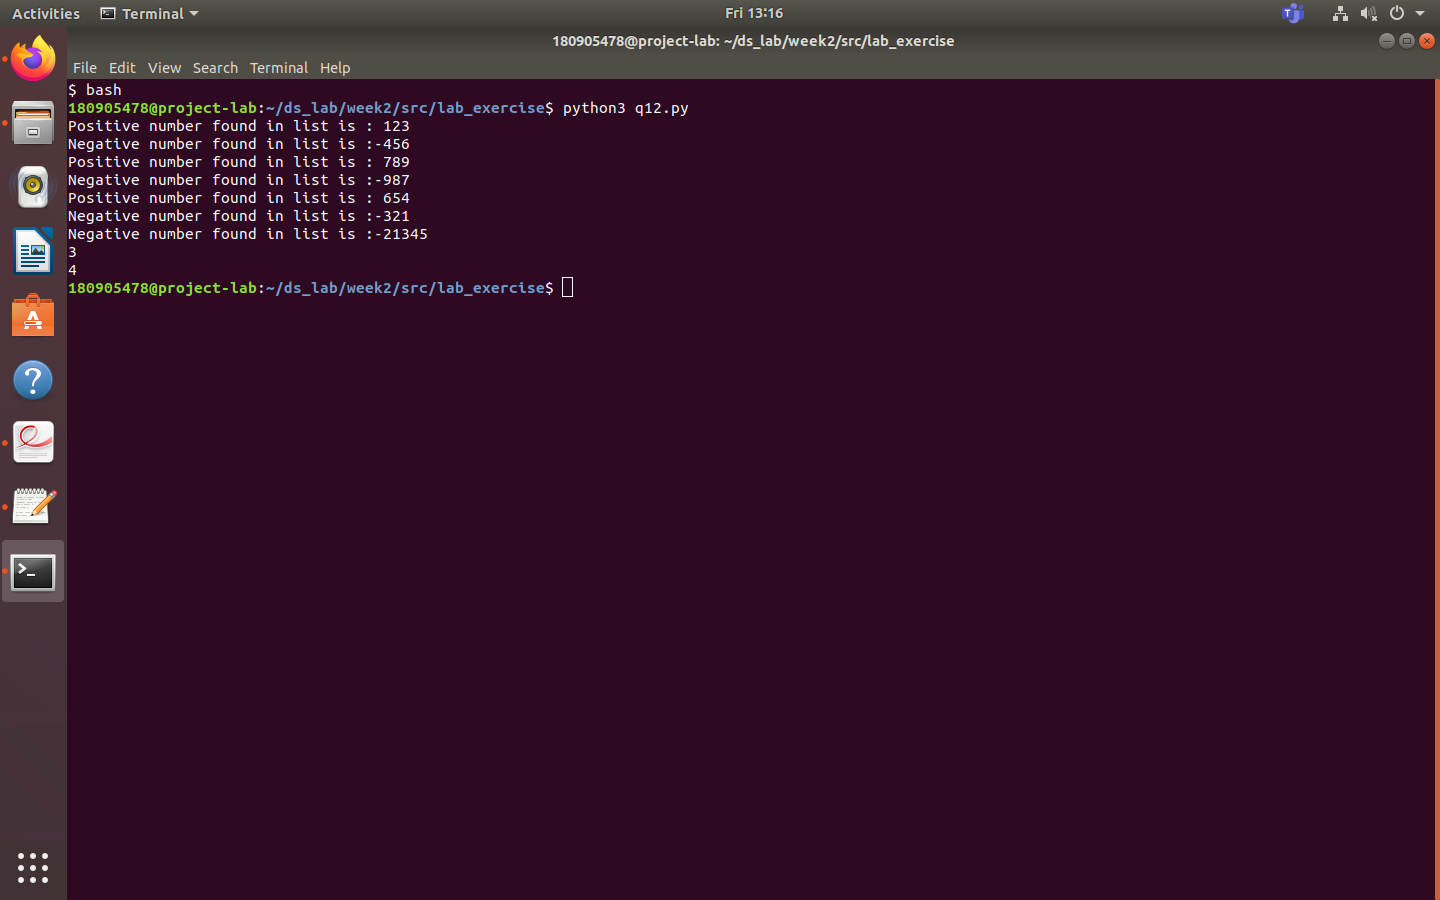 Activities Terminal Fri 13:16
180905478@project-lab: ~/ds_lab/week2/src/lab_exercise
File Edit View Search Terminal Help
$ bash
180905478@project-lab:~/ds_lab/week2/src/lab_exercise$ python3 q12.py
Positive number found in list is : 123
Negative number found in list is :-456
Positive number found in list is : 789
Negative number found in list is :-987
Positive number found in list is : 654
Negative number found in list is :-321
Negative number found in list is :-21345
3
4
180905478@project-lab:~/ds_lab/week2/src/lab_exercise$